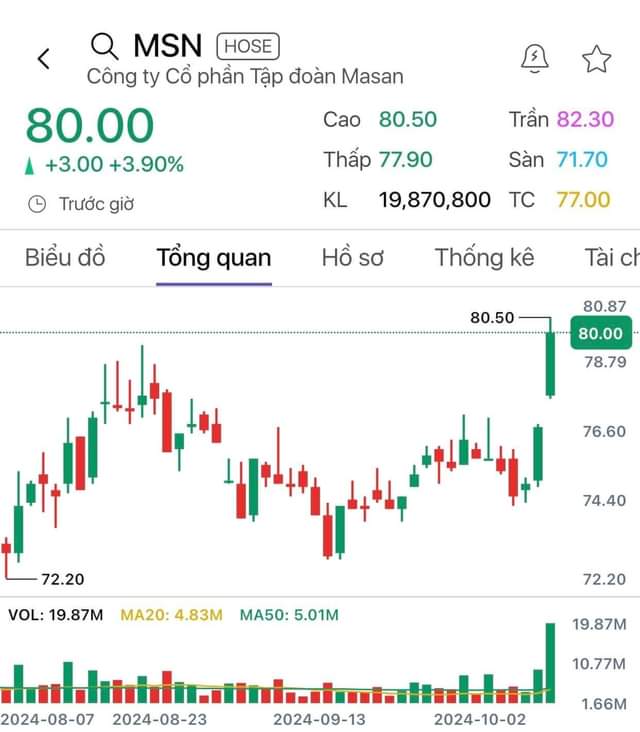 MSN HOSE
Công ty Cổ phần Tập đoàn Masan
80.00
+3.00 +3.90%
Trước giờ
Cao 80.50 Trần 82.30
Thấp 77.90 Sàn 71.70
KL 19,870,800 TC 77.00
Biểu đồ Tổng quan Hồ sơ Thống kê Tài ch
80.87
80.50
80.00
78.79
76.60
74.40
72.20
72.20
VOL: 19.87M MA20: 4.83M MA50: 5.01M
19.87M
10.77M
1.66M
2024-08-07 2024-08-23 2024-09-13 2024-10-02